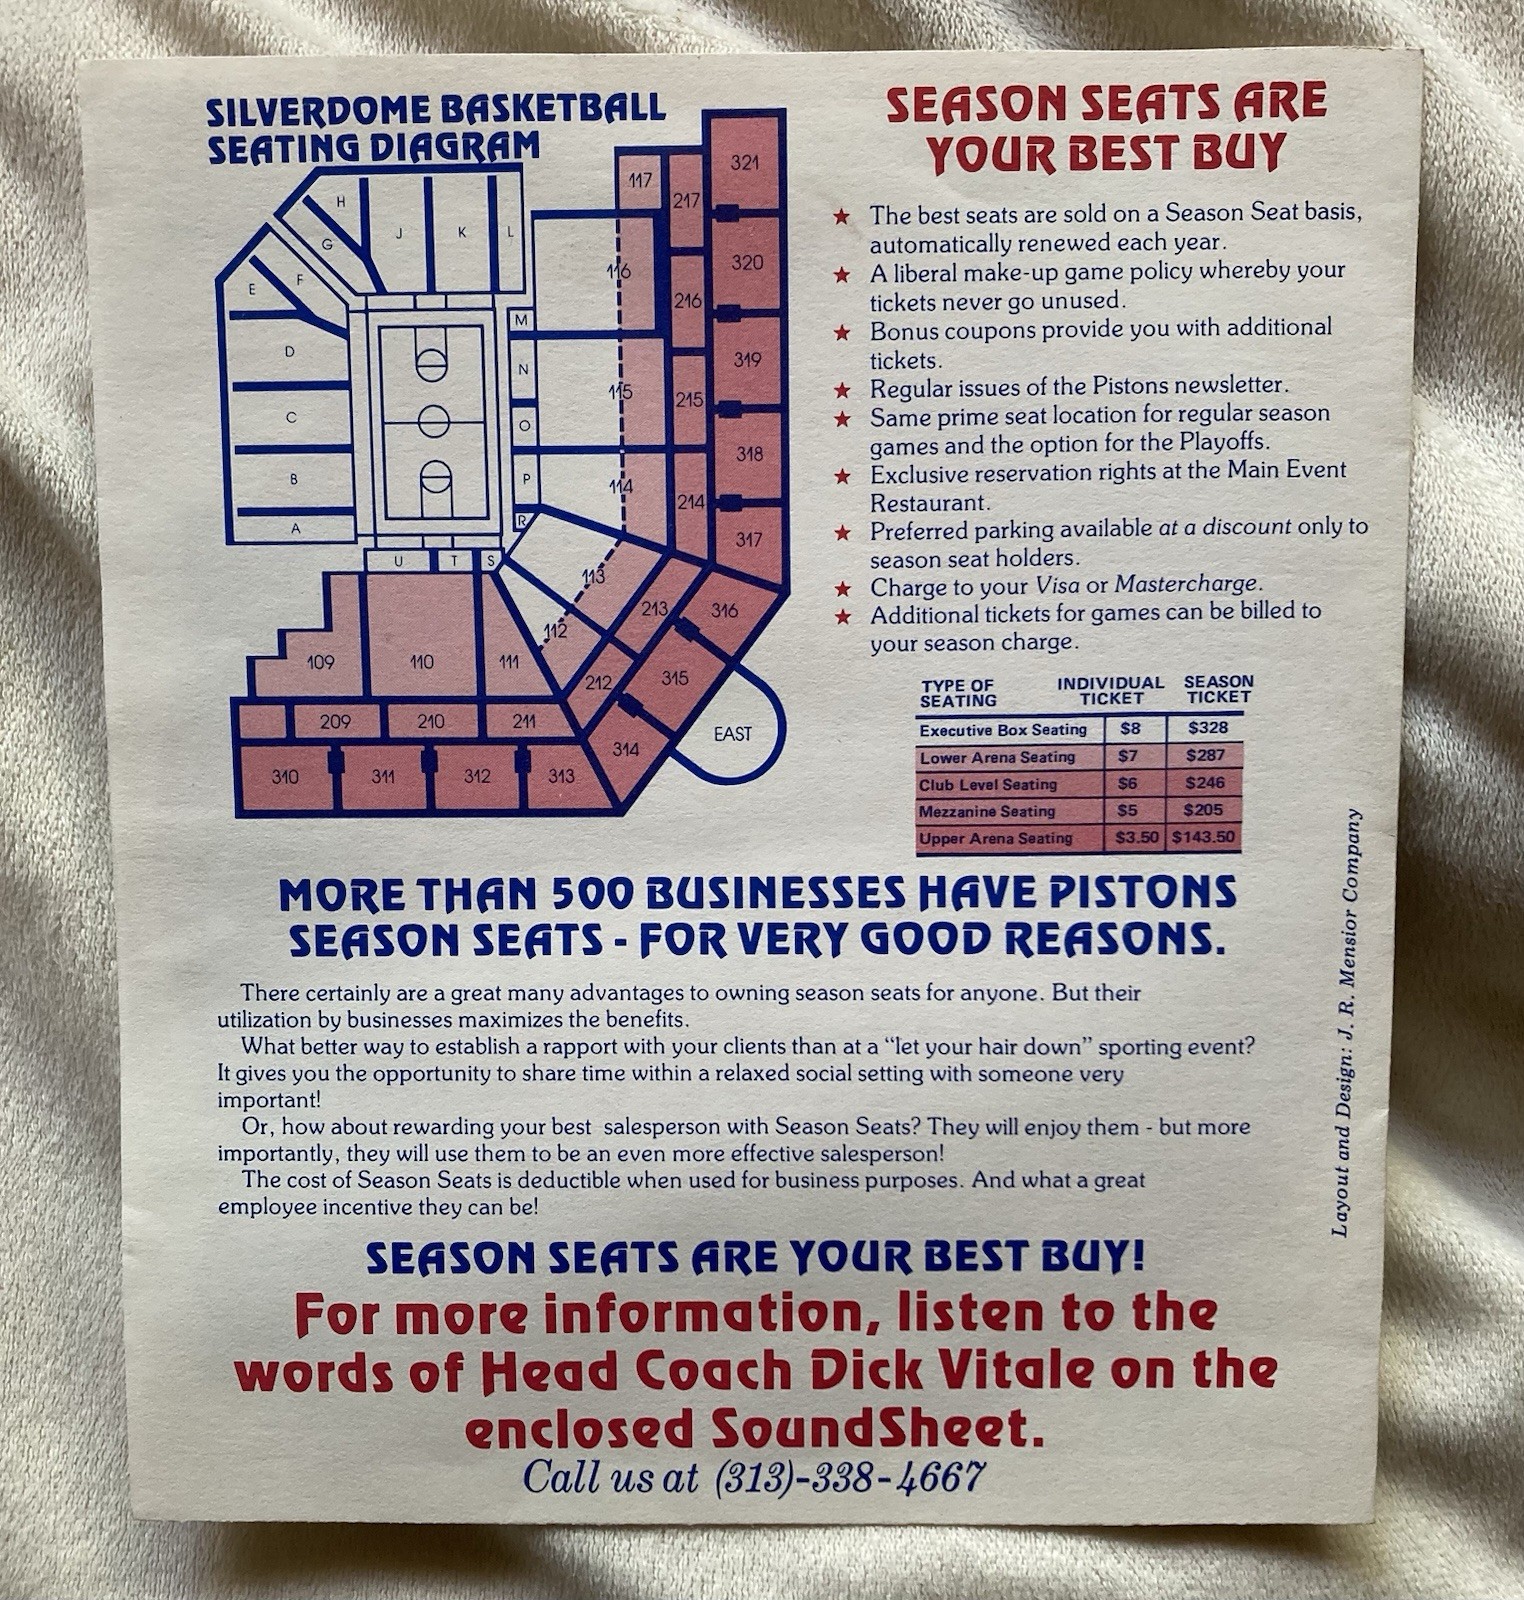 SILVERDOME BASKETBALL
SEATING DIAGRAM
H
G
J
K
L
E
F
D
C
B
A
M
N
O
P
R
U
T
S
117
217
321
116
216
320
115
215
319
114
214
318
317
113
213
316
112
212
315
314
109
110
111
209
210
211
310
311
312
313
EAST
SEASON SEATS ARE
YOUR BEST BUY
★ The best seats are sold on a Season Seat basis,
automatically renewed each year.
★ A liberal make-up game policy whereby your
tickets never go unused.
★ Bonus coupons provide you with additional
tickets.
★ Regular issues of the Pistons newsletter.
★ Same prime seat location for regular season
games and the option for the Playoffs.
★ Exclusive reservation rights at the Main Event
Restaurant.
★ Preferred parking available at a discount only to
season seat holders.
★ Charge to your Visa or Mastercharge.
★ Additional tickets for games can be billed to
your season charge.
TYPE OF INDIVIDUAL SEASON
SEATING TICKET TICKET
Executive Box Seating $8 $328
Lower Arena Seating $7 $287
Club Level Seating $6 $246
Mezzanine Seating $5 $205
Upper Arena Seating $3.50 $143.50
MORE THAN 500 BUSINESSES HAVE PISTONS
SEASON SEATS - FOR VERY GOOD REASONS.
There certainly are a great many advantages to owning season seats for anyone. But their
utilization by businesses maximizes the benefits.
What better way to establish a rapport with your clients than at a “let your hair down” sporting event?
It gives you the opportunity to share time within a relaxed social setting with someone very
important!
Or, how about rewarding your best salesperson with Season Seats? They will enjoy them - but more
importantly, they will use them to be an even more effective salesperson!
The cost of Season Seats is deductible when used for business purposes. And what a great
employee incentive they can be!
SEASON SEATS ARE YOUR BEST BUY!
For more information, listen to the
words of Head Coach Dick Vitale on the
enclosed SoundSheet.
Call us at (313)-338-4667
Layout and Design: J. R. Mensior Company